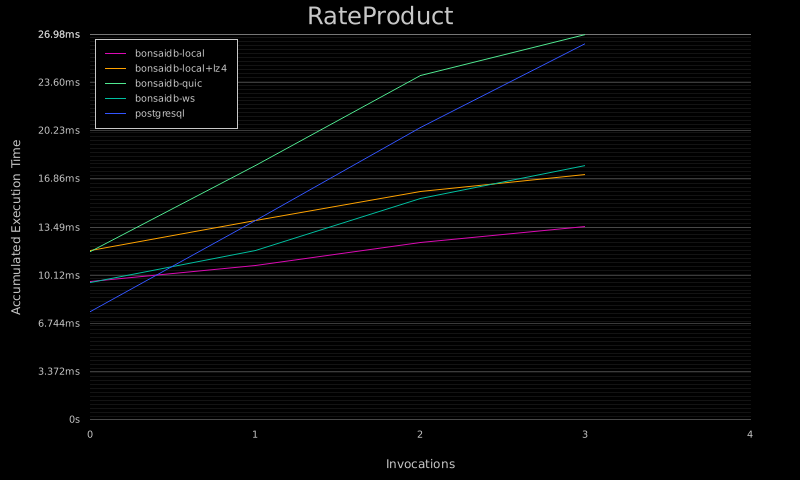 RateProduct
26.98ms
bonsaidb-local
bonsaidb-local+lz4
bonsaidb-quic
bonsaidb-ws
postgresql
23.60ms
20.23ms
16.86ms
13.49ms
10.12ms
6.744ms
3.372ms
0s
Accumulated Execution Time
0 1 2 3 4
Invocations